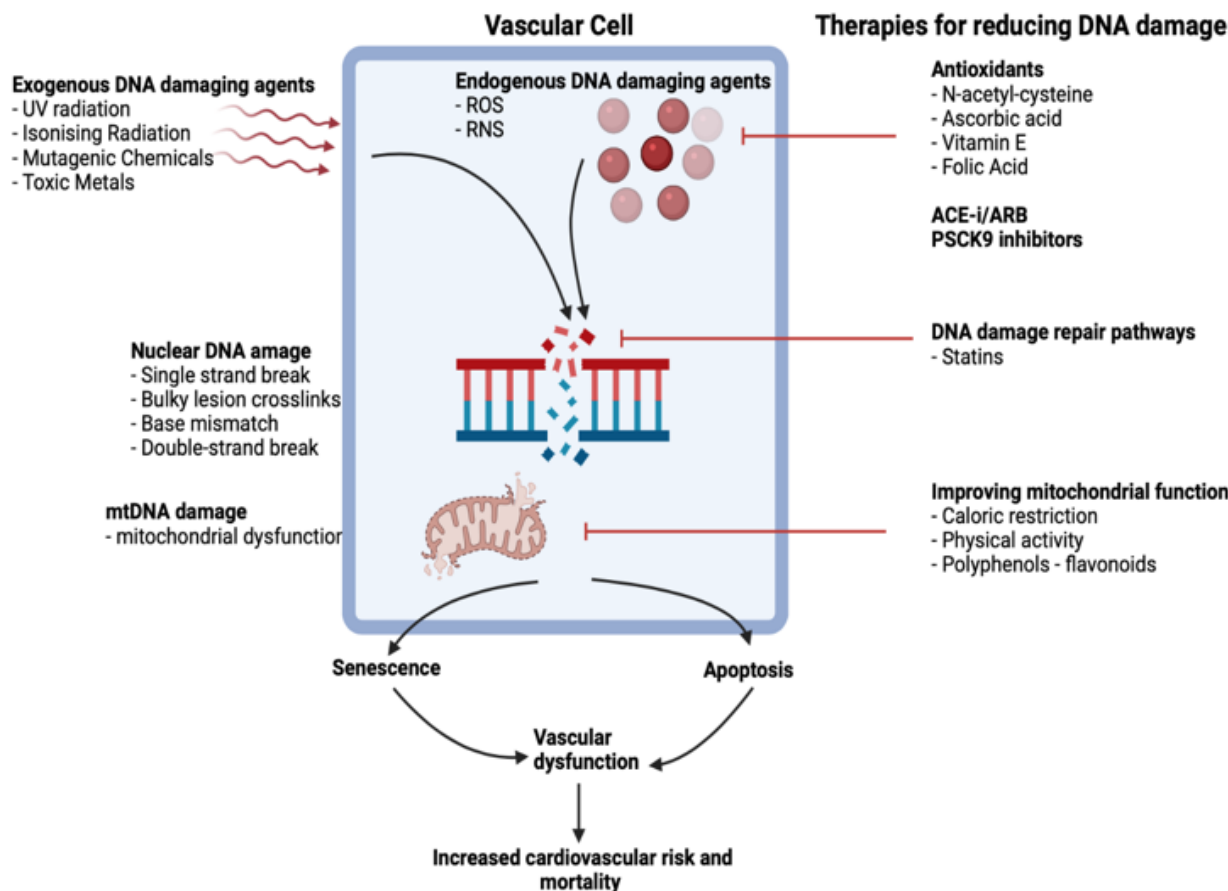 Vascular Cell
Therapies for reducing DNA damage
Exogenous DNA damaging agents
- UV radiation
- Isonising Radiation
- Mutagenic Chemicals
- Toxic Metals
Endogenous DNA damaging agents
- ROS
- RNS
Antioxidants
- N-acetyl-cysteine
- Ascorbic acid
- Vitamin E
- Folic Acid
ACE-i/ARB
PSCK9 inhibitors
Nuclear DNA amage
- Single strand break
- Bulky lesion crosslinks
- Base mismatch
- Double-strand break
DNA damage repair pathways
- Statins
mtDNA damage
- mitochondrial dysfunction
Improving mitochondrial function
- Caloric restriction
- Physical activity
- Polyphenols - flavonoids
Senescence
Apoptosis
Vascular
dysfunction
Increased cardiovascular risk and
mortality